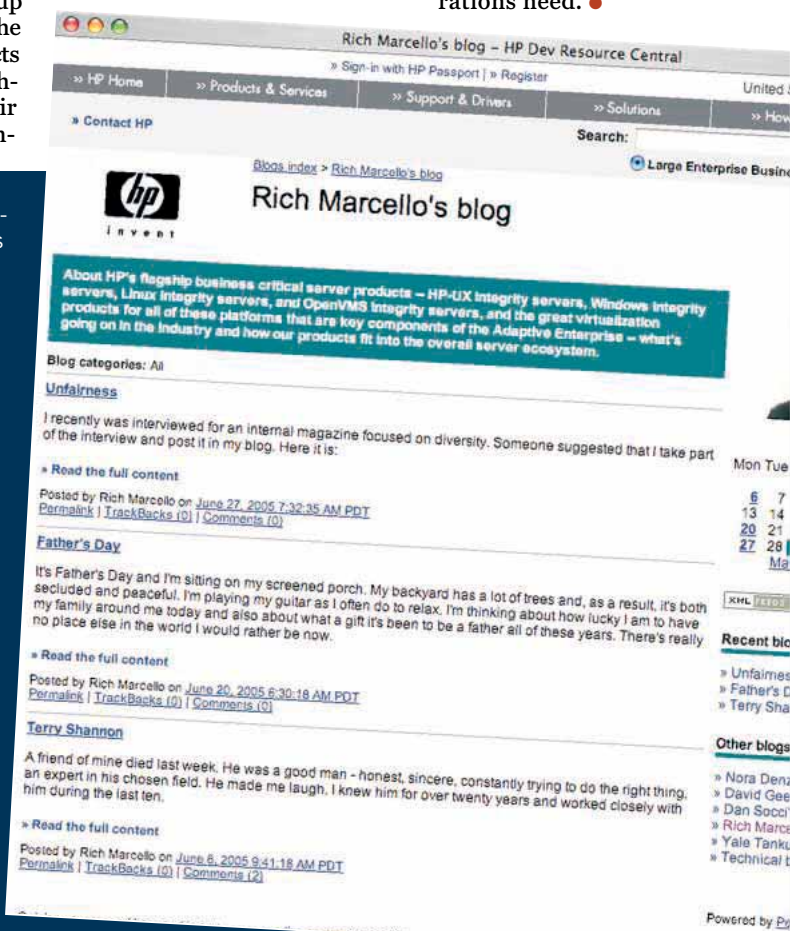 up
he
cts
h-
ir
n-
rations need. •
-
s
Rich Marcello's blog – HP Dev Resource Central
» Sign-in with HP Passport | » Register
United S
» HP Home
» Products & Services
» Support & Drivers
» Solutions
» How
» Contact HP
Search:
Large Enterprise Busine
hp
invent
Blogs index > Rich Marcello's blog
Rich Marcello's blog
About HP's flagship business critical server products – HP-UX Integrity servers, Windows Integrity
servers, Linux Integrity servers, and OpenVMS Integrity servers, and the great virtualization
products for all of these platforms that are key components of the Adaptive Enterprise – what's
going on in the industry and how our products fit into the overall server ecosystem.
Blog categories: All
Unfairness
I recently was interviewed for an internal magazine focused on diversity. Someone suggested that I take part
of the interview and post it in my blog. Here it is:
» Read the full content
Posted by Rich Marcello on June 27, 2005 7:32:35 AM PDT
Permalink | TrackBacks (0) | Comments (0)
Father's Day
It's Father's Day and I'm sitting on my screened porch. My backyard has a lot of trees and, as a result, it's both
secluded and peaceful. I'm playing my guitar as I often do to relax. I'm thinking about how lucky I am to have
my family around me today and also about what a gift it's been to be a father all of these years. There's really
no place else in the world I would rather be now.
» Read the full content
Posted by Rich Marcello on June 20, 2005 6:30:18 AM PDT
Permalink | TrackBacks (0) | Comments (0)
Terry Shannon
A friend of mine died last week. He was a good man - honest, sincere, constantly trying to do the right thing,
an expert in his chosen field. He made me laugh. I knew him for over twenty years and worked closely with
him during the last ten.
» Read the full content
Posted by Rich Marcello on June 6, 2005 9:41:18 AM PDT
Permalink | TrackBacks (0) | Comments (2)
Mon Tue
6 7
13 14
20 21
27 28
Ma
XML
Recent blo
» Unfairnes
» Father's D
» Terry Sha
Other blogs
» Nora Denz
» David Gee
» Dan Socci'
» Rich Marce
» Yale Tanku
» Technical b
Powered by